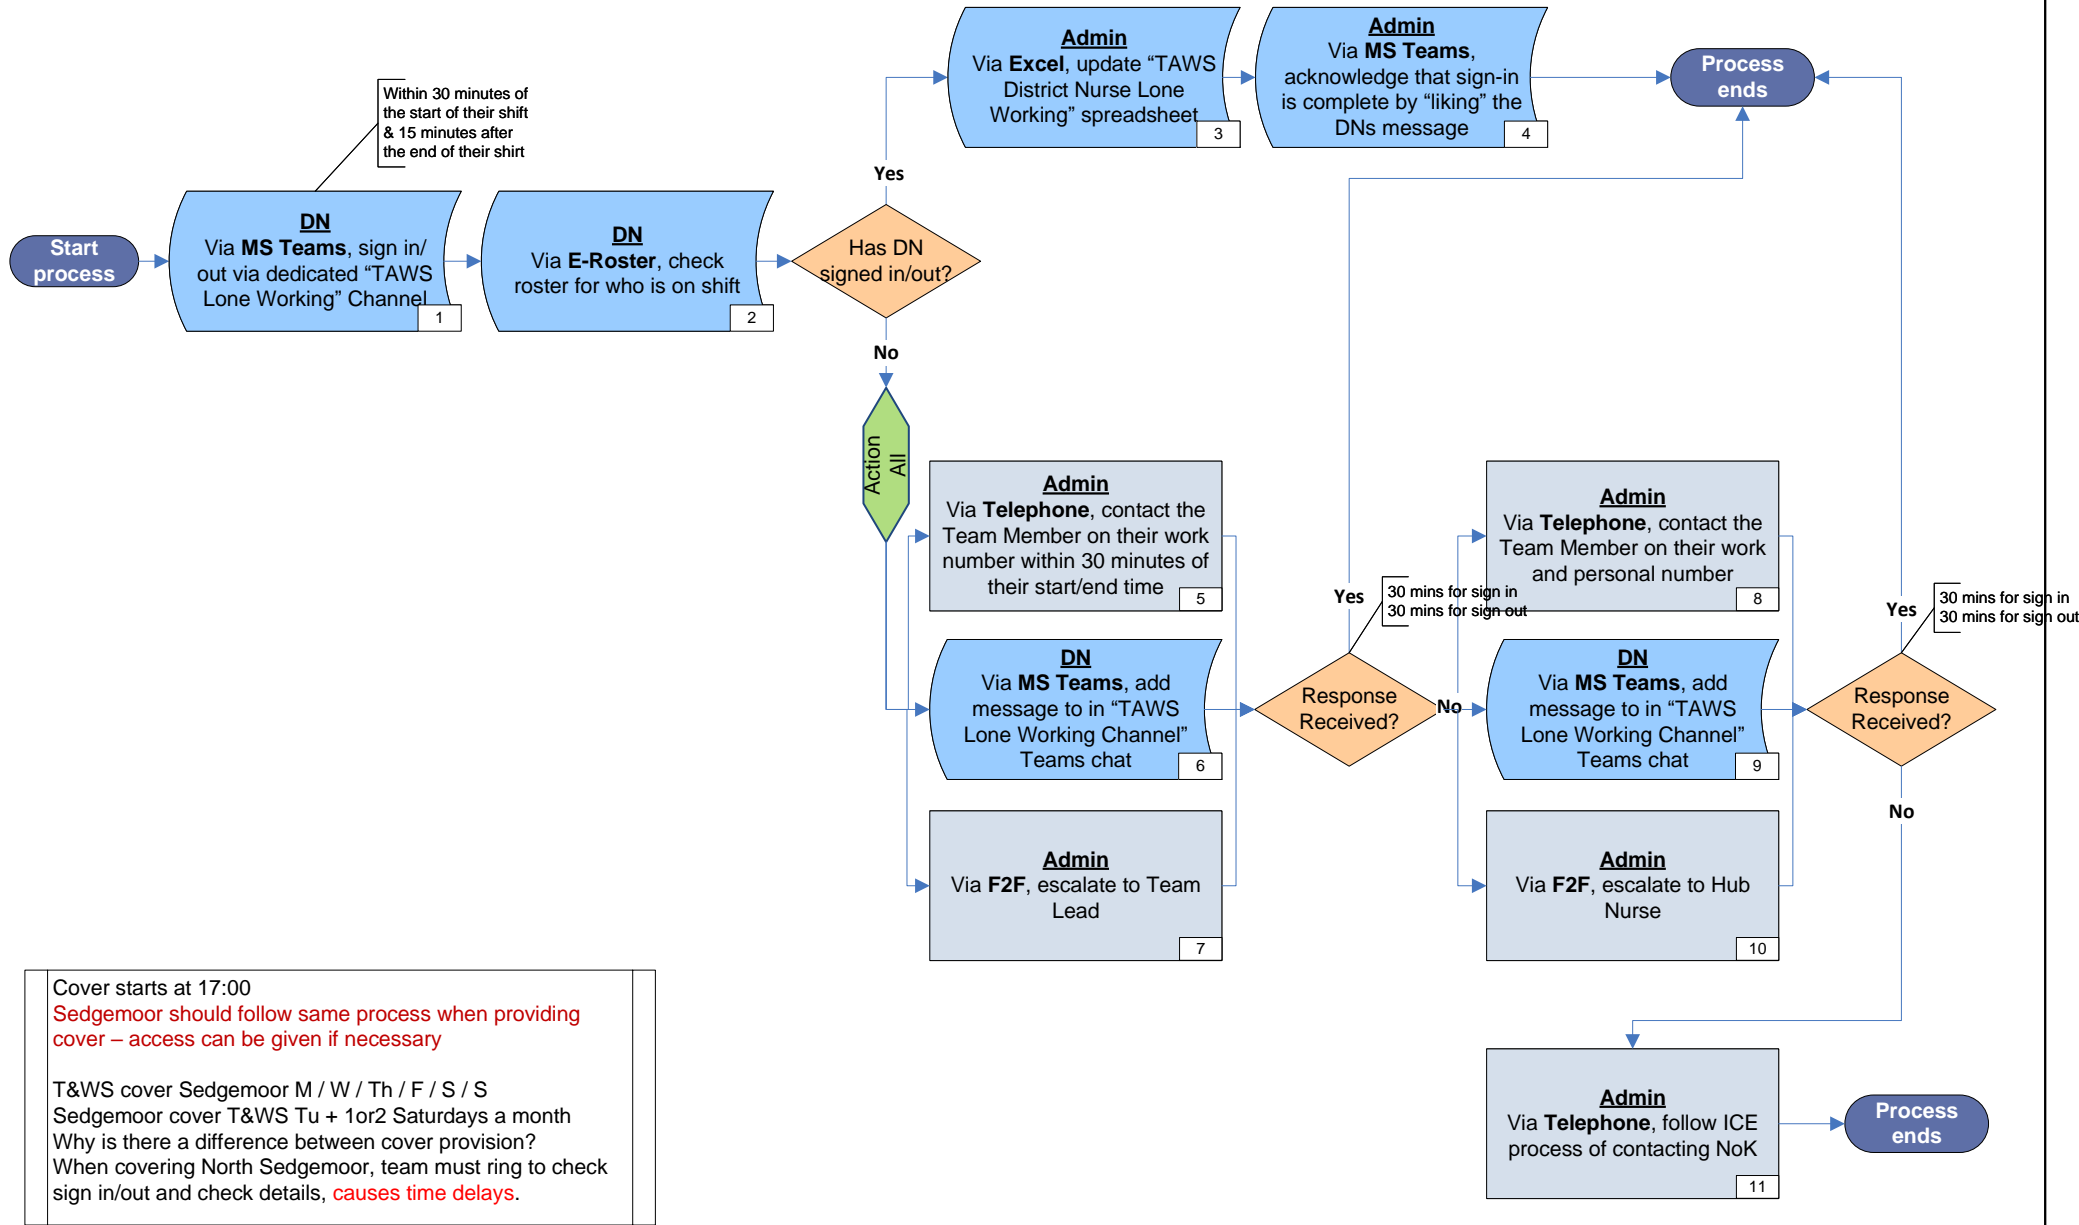 Start
process
Within 30 minutes of
the start of their shift
& 15 minutes after
the end of their shirt
DN
Via MS Teams, sign in/
out via dedicated “TAWS
Lone Working” Channel
1
DN
Via E-Roster, check
roster for who is on shift
2
Has DN
signed in/out?
Yes
Admin
Via Excel, update “TAWS
District Nurse Lone
Working” spreadsheet
3
Admin
Via MS Teams,
acknowledge that sign-in
is complete by “liking” the
DNs message
4
Process
ends
No
Action
All
Admin
Via Telephone, contact the
Team Member on their work
number within 30 minutes of
their start/end time
5
DN
Via MS Teams, add
message to in “TAWS
Lone Working Channel”
Teams chat
6
Admin
Via F2F, escalate to Team
Lead
7
Response
Received?
Yes
30 mins for sign in
30 mins for sign out
No
Admin
Via Telephone, contact the
Team Member on their work
and personal number
8
DN
Via MS Teams, add
message to in “TAWS
Lone Working Channel”
Teams chat
9
Admin
Via F2F, escalate to Hub
Nurse
10
Response
Received?
Yes
30 mins for sign in
30 mins for sign out
No
Admin
Via Telephone, follow ICE
process of contacting NoK
11
Process
ends
Cover starts at 17:00
Sedgemoor should follow same process when providing
cover – access can be given if necessary
T&WS cover Sedgemoor M / W / Th / F / S / S
Sedgemoor cover T&WS Tu + 1or2 Saturdays a month
Why is there a difference between cover provision?
When covering North Sedgemoor, team must ring to check
sign in/out and check details, causes time delays.